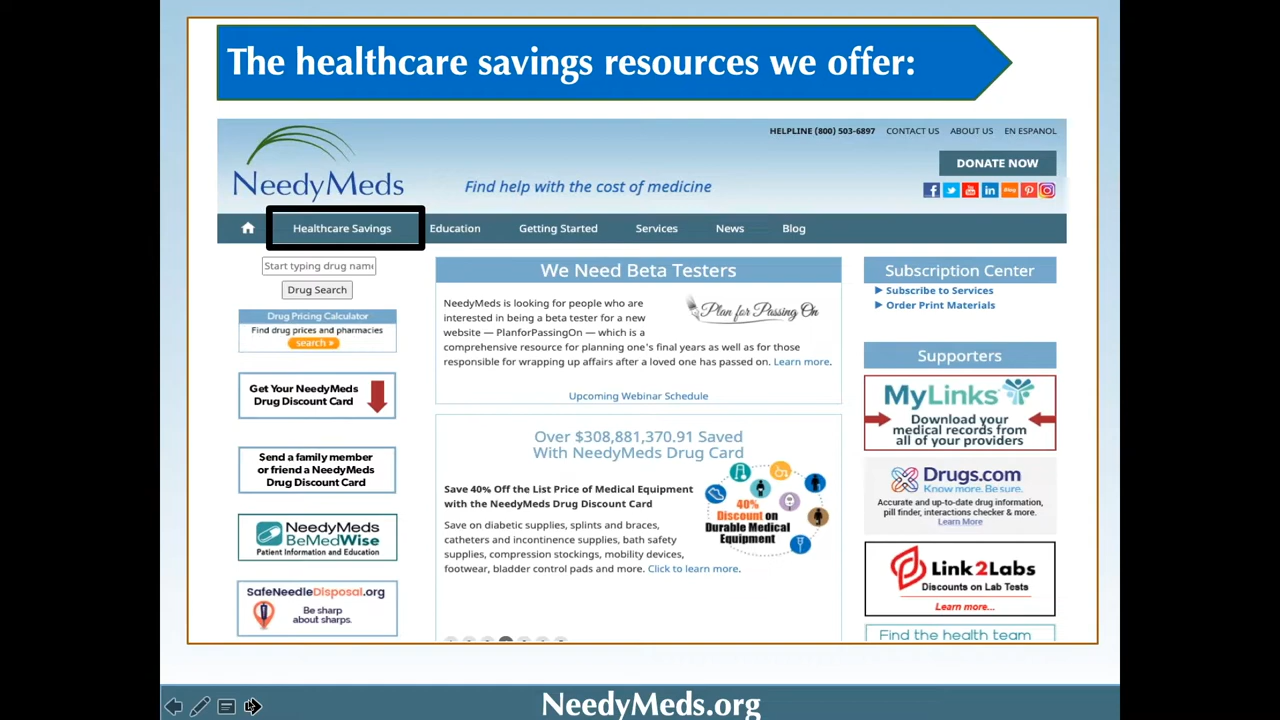 The healthcare savings resources we offer:
HELPLINE (800) 503-6897 CONTACT US ABOUT US EN ESPANOL
DONATE NOW
NeedyMeds
Find help with the cost of medicine
Healthcare Savings Education Getting Started Services News Blog
Start typing drug name
Drug Search
Drug Pricing Calculator
Find drug prices and pharmacies
search »
Get Your NeedyMeds
Drug Discount Card
Send a family member
or friend a NeedyMeds
Drug Discount Card
NeedyMeds
BeMedWise
Patient Information and Education
SafeNeedleDisposal.org
Be sharp
about sharps.
We Need Beta Testers
NeedyMeds is looking for people who are
interested in being a beta tester for a new
website — PlanforPassingOn — which is a
comprehensive resource for planning one's final years as well as for those
responsible for wrapping up affairs after a loved one has passed on. Learn more.
Plan for Passing On
Upcoming Webinar Schedule
Over $308,881,370.91 Saved
With NeedyMeds Drug Card
Save 40% Off the List Price of Medical Equipment
with the NeedyMeds Drug Discount Card
Save on diabetic supplies, splints and braces,
catheters and incontinence supplies, bath safety
supplies, compression stockings, mobility devices,
footwear, bladder control pads and more. Click to learn more.
40%
Discount on
Durable Medical
Equipment
Subscription Center
Subscribe to Services
Order Print Materials
Supporters
MyLinks
Download your
medical records from
all of your providers
Drugs.com
Know more. Be sure.
Accurate and up-to-date drug information,
pill finder, interactions checker & more.
Learn More
Link2Labs
Discounts on Lab Tests
Learn more...
Find the health team
NeedyMeds.org